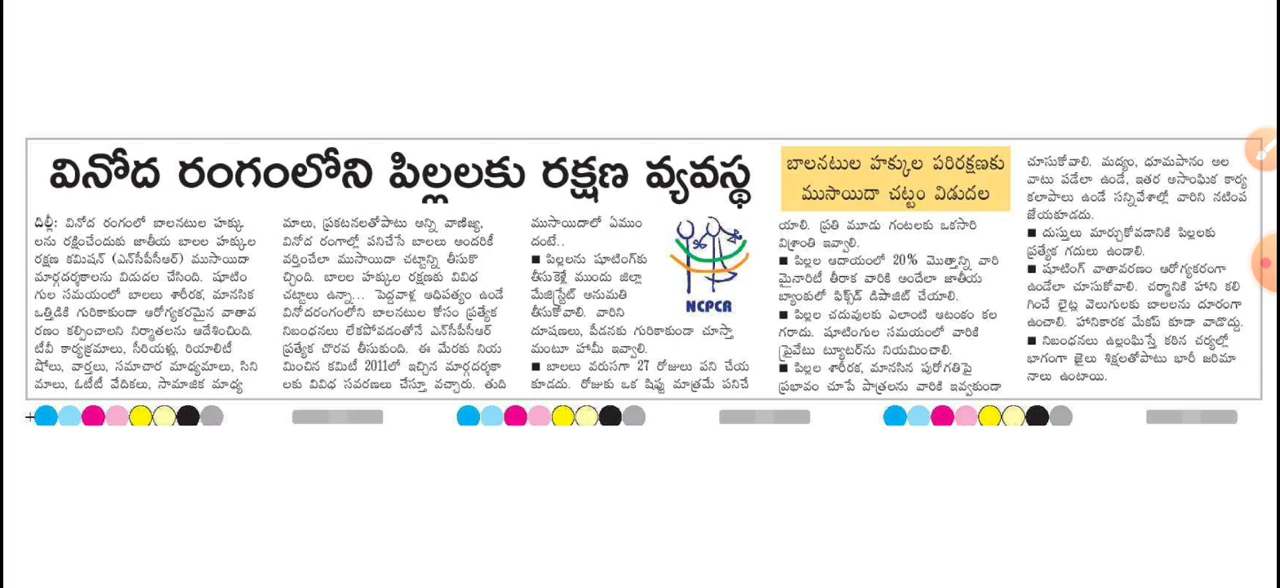 వినోద రంగంలోని పిల్లలకు రక్షణ వ్యవస్థ
బాలనటుల హక్కుల పరిరక్షణకు
ముసాయిదా చట్టం విడుదల
దిల్లీ: వినోద రంగంలో బాలనటుల హక్కు
లను రక్షించేందుకు జాతీయ బాలల హక్కుల
రక్షణ కమిషన్ (ఎన్‌సీపీసీఆర్) ముసాయిదా
మార్గదర్శకాలను విడుదల చేసింది. షూటిం
గుల సమయంలో బాలలు శారీరక, మానసిక
ఒత్తిడికి గురికాకుండా ఆరోగ్యకరమైన వాతావ
రణం కల్పించాలని నిర్మాతలను ఆదేశించింది.
టీవీ కార్యక్రమాలు, సీరియళ్లు, రియాలిటీ
షోలు, వార్తలు, సమాచార మాధ్యమాలు, సిని
మాలు, ఓటీటీ వేదికలు, సామాజిక మాధ్య
మాలు, ప్రకటనలతోపాటు అన్ని వాణిజ్య,
వినోద రంగాల్లో పనిచేసే బాలలు అందరికీ
వర్తించేలా ముసాయిదా చట్టాన్ని తీసుకొ
చ్చింది. బాలల హక్కుల రక్షణకు వివిధ
చట్టాలు ఉన్నా... పెద్దవాళ్ల ఆధిపత్యం ఉండే
వినోదరంగంలోని బాలనటుల కోసం ప్రత్యేక
నిబంధనలు లేకపోవడంతోనే ఎన్‌సీపీసీఆర్
ప్రత్యేక చొరవ తీసుకుంది. ఈ మేరకు నియ
మించిన కమిటీ 2011లో ఇచ్చిన మార్గదర్శకా
లకు వివిధ సవరణలు చేస్తూ వచ్చారు. తుది
ముసాయిదాలో ఏముం
దంటే..
■ పిల్లలను షూటింగ్‌కు
తీసుకెళ్లే ముందు జిల్లా
మేజిస్ట్రేట్ అనుమతి
తీసుకోవాలి. వారిని
దూషణలు, పీడనకు గురికాకుండా చూస్తా
మంటూ హామీ ఇవ్వాలి.
■ బాలలు వరుసగా 27 రోజులు పని చేయ
కూడదు. రోజుకు ఒక షిఫ్టు మాత్రమే పనిచే
NCPCR
యాలి. ప్రతి మూడు గంటలకు ఒకసారి
విశ్రాంతి ఇవ్వాలి.
■ పిల్లల ఆదాయంలో 20% మొత్తాన్ని వారి
మైనారిటీ తీరాక వారికి అందేలా జాతీయ
బ్యాంకులో ఫిక్స్‌డ్ డిపాజిట్ చేయాలి.
■ పిల్లల చదువులకు ఎలాంటి ఆటంకం కల
గరాదు. షూటింగుల సమయంలో వారికి
ప్రైవేటు ట్యూటర్‌ను నియమించాలి.
■ పిల్లల శారీరక, మానసిన పురోగతిపై
ప్రభావం చూపే పాత్రలను వారికి ఇవ్వకుండా
చూసుకోవాలి. మద్యం, ధూమపానం అల
వాటు పడేలా ఉండే, ఇతర అసాంఘిక కార్య
కలాపాలు ఉండే సన్నివేశాల్లో వారిని నటింప
జేయకూడదు.
■ దుస్తులు మార్చుకోవడానికి పిల్లలకు
ప్రత్యేక గదులు ఉండాలి.
■ షూటింగ్ వాతావరణం ఆరోగ్యకరంగా
ఉండేలా చూసుకోవాలి. చర్మానికి హాని కలి
గించే లైట్ల వెలుగులకు బాలలను దూరంగా
ఉంచాలి. హానికారక మేకప్ కూడా వాడొద్దు.
■ నిబంధనలు ఉల్లంఘిస్తే కఠిన చర్యల్లో
భాగంగా జైలు శిక్షలతోపాటు భారీ జరిమా
నాలు ఉంటాయి.